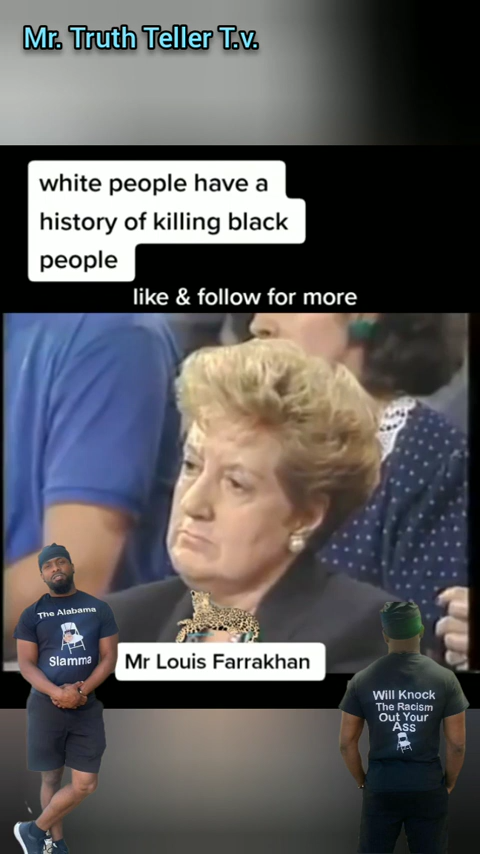 Mr. Truth Teller T.v.
white people have a
history of killing black
people
like & follow for more
The Alabama
Slamma
Mr Louis Farrakhan
Will Knock
The Racism
Out Your
Ass